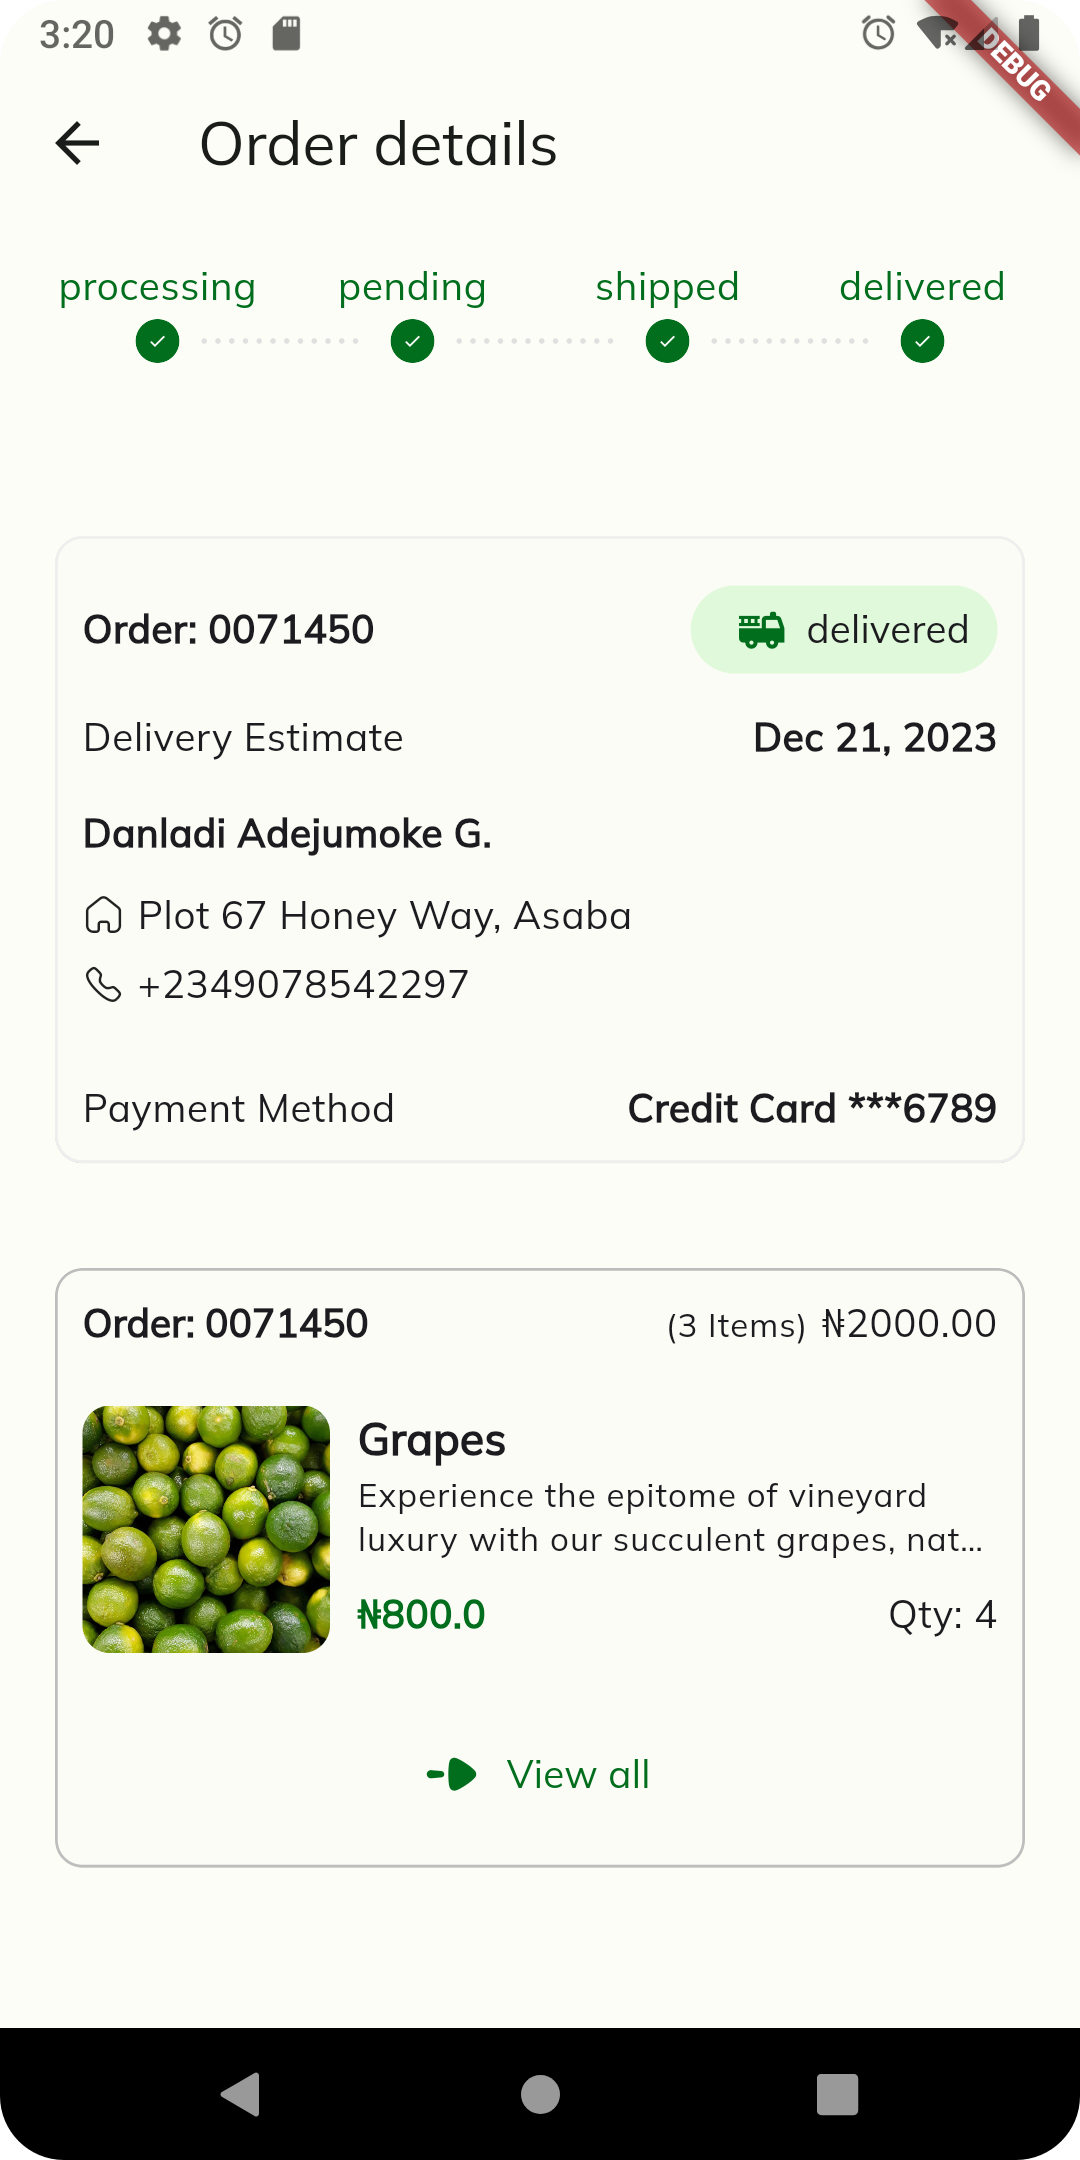 3:20
DEBUG
Order details
processing pending shipped delivered
Order: 0071450 delivered
Delivery Estimate Dec 21, 2023
Danladi Adejumoke G.
Plot 67 Honey Way, Asaba
+2349078542297
Payment Method Credit Card ***6789
Order: 0071450 (3 Items) ₦2000.00
Grapes
Experience the epitome of vineyard
luxury with our succulent grapes, nat...
₦800.0 Qty: 4
View all